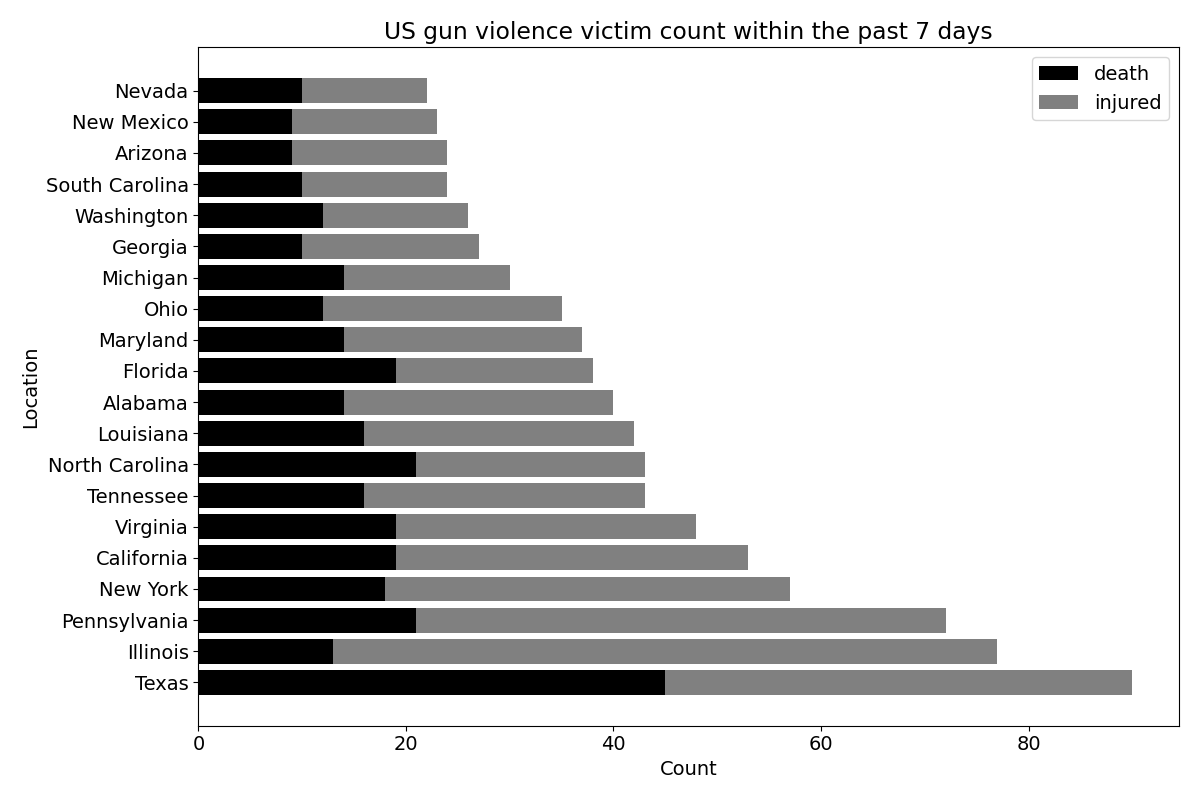 US gun violence victim count within the past 7 days
death
injured
Nevada
New Mexico
Arizona
South Carolina
Washington
Georgia
Michigan
Ohio
Maryland
Florida
Alabama
Louisiana
North Carolina
Tennessee
Virginia
California
New York
Pennsylvania
Illinois
Texas
Location
0 20 40 60 80
Count